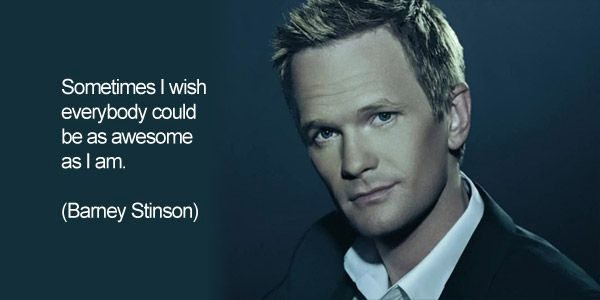 Sometimes I wish
everybody could
be as awesome
as I am.
(Barney Stinson)